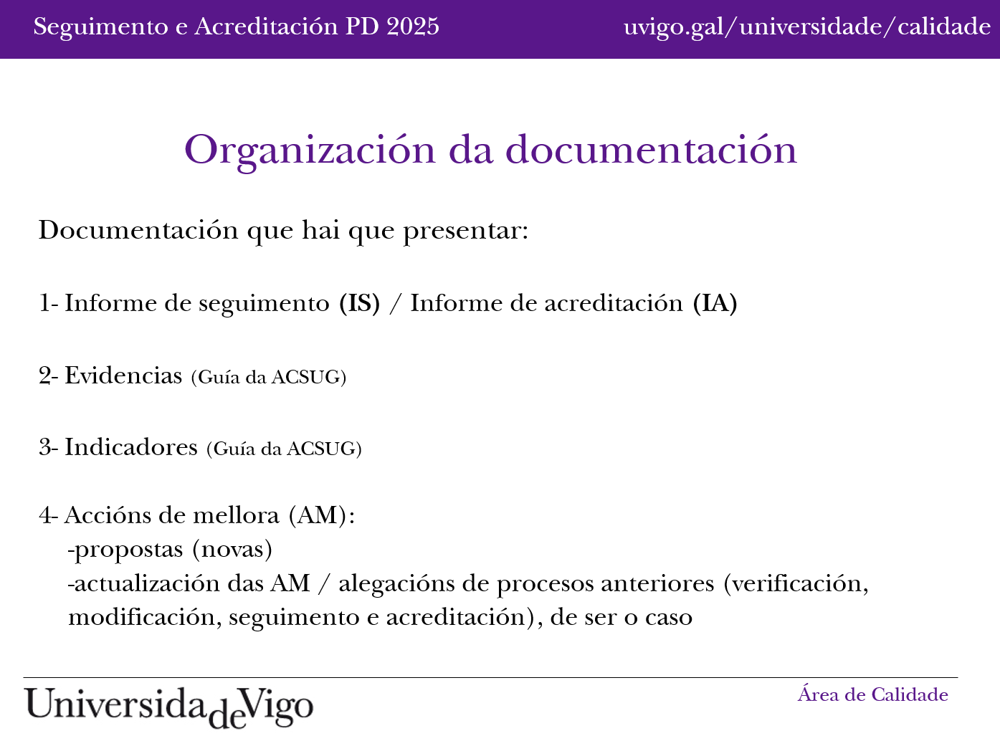 Seguimento e Acreditación PD 2025
uvigo.gal/universidade/calidade
Organización da documentación
Documentación que hai que presentar:
1- Informe de seguimento (IS) / Informe de acreditación (IA)
2- Evidencias (Guía da ACSUG)
3- Indicadores (Guía da ACSUG)
4- Accións de mellora (AM):
-propostas (novas)
-actualización das AM / alegacións de procesos anteriores (verificación,
modificación, seguimento e acreditación), de ser o caso
UniversidadeVigo
Área de Calidade